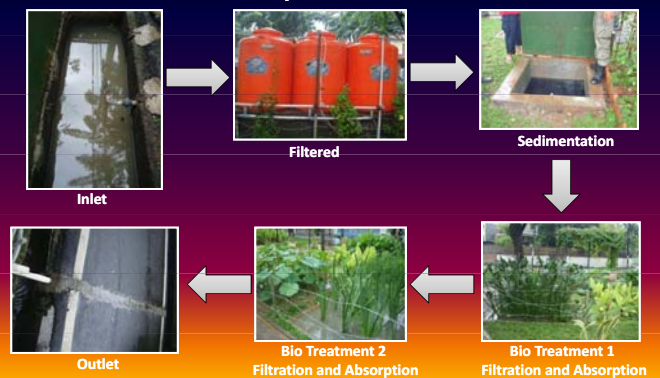 Inlet
Filtered
Sedimentation
Bio Treatment 1
Filtration and Absorption
Bio Treatment 2
Filtration and Absorption
Outlet